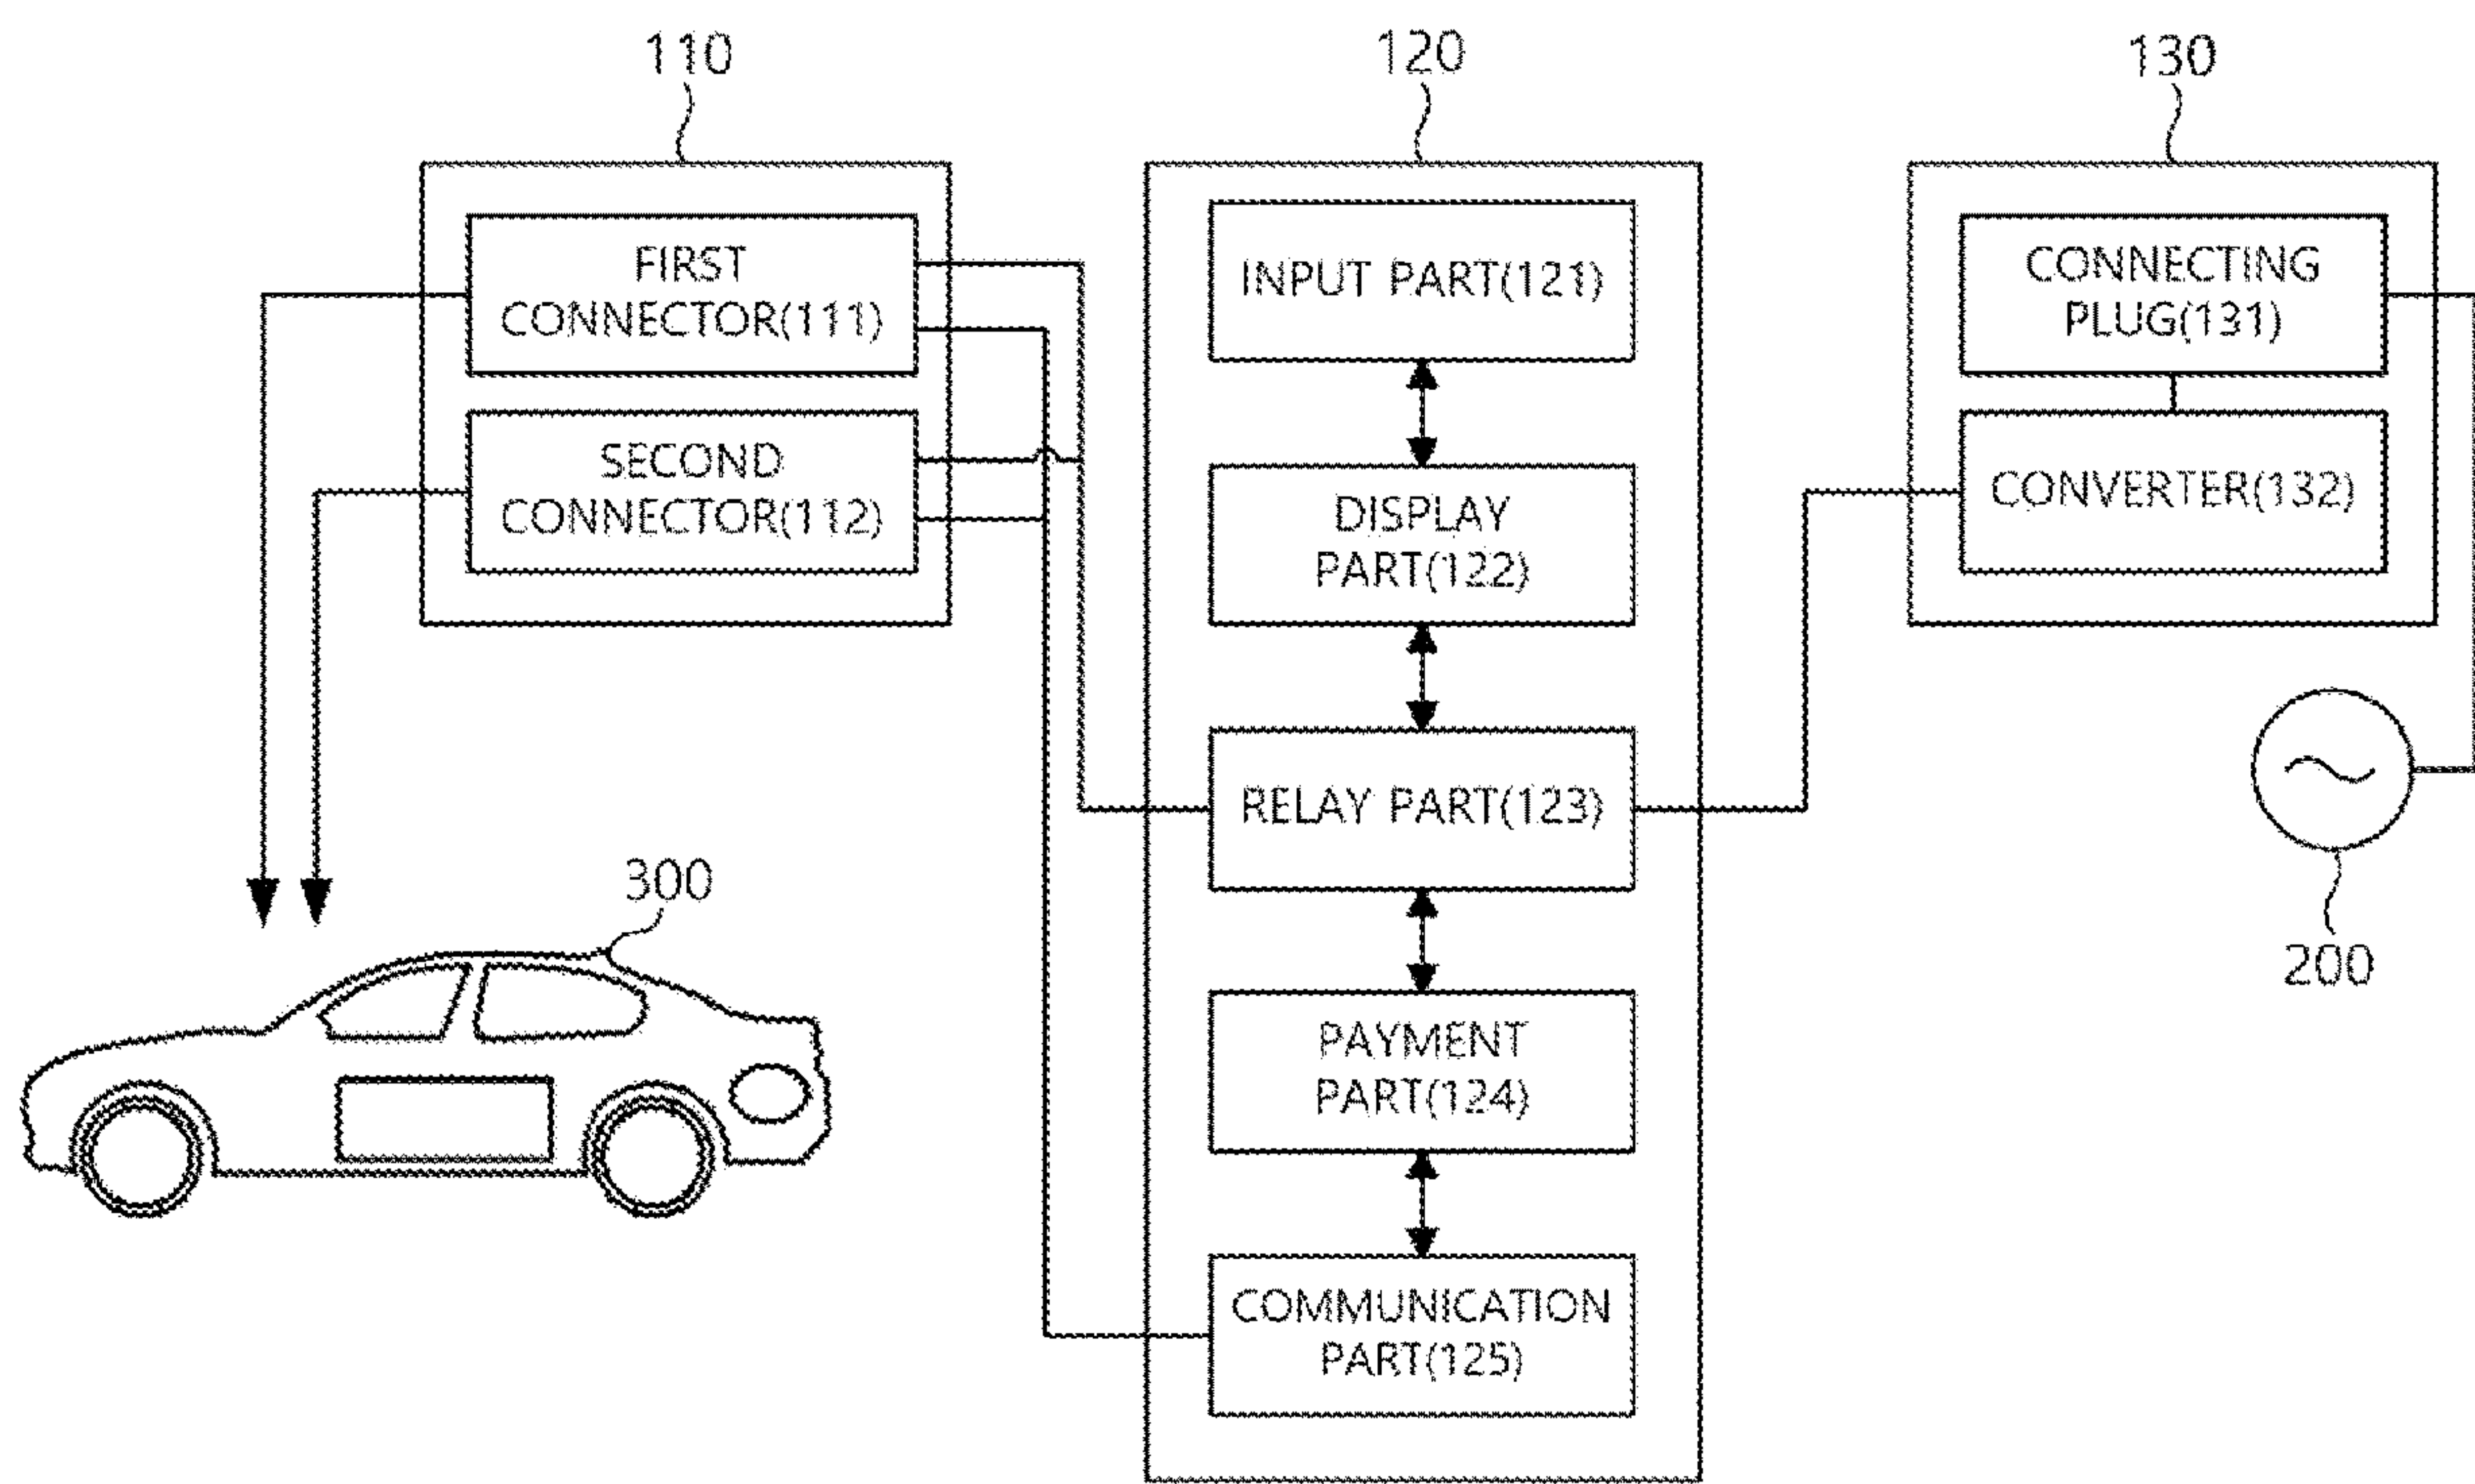 110
120
130
FIRST
CONNECTOR(111)
SECOND
CONNECTOR(112)
INPUT PART(121)
DISPLAY
PART(122)
RELAY PART(123)
PAYMENT
PART(124)
COMMUNICATION
PART(125)
CONNECTING
PLUG(131)
CONVERTER(132)
200
300